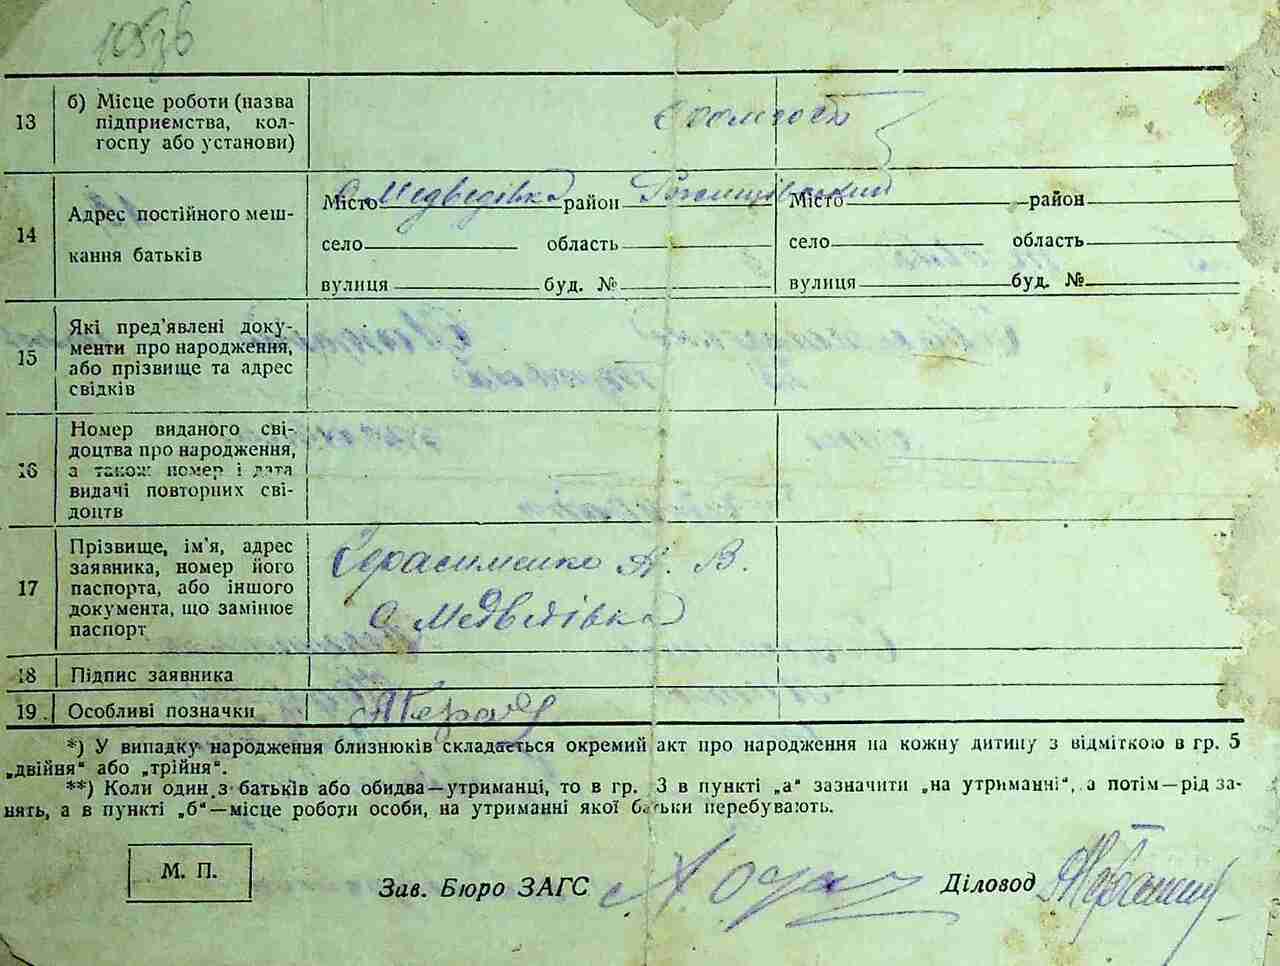 13
б) Місце роботи (назва
підприємства, кол-
госпу або установи)
14
Адрес постійного меш-
кання батьків
Місто с. Медведівка район
Місто район
село область
село область
вулиця буд. №
вулиця буд. №
15
Які пред’явлені доку-
менти про народження,
або прізвище та адрес
свідків
16
Номер виданого сві-
доцтва про народження,
а також номер і дата
видачі повторних сві-
доцтв
17
Прізвище, ім’я, адрес
заявника, номер його
паспорта, або іншого
документа, що замінює
паспорт
Герасименко А. В.
с. Медведівка
18
Підпис заявника
19
Особливі позначки
*) У випадку народження близнюків складається окремий акт про народження на кожну дитину з відміткою в гр. 5
„двійня“ або „трійня“.
**) Коли один з батьків або обидва—утриманці, то в гр. 3 в пункті „а“ зазначити „на утриманні“, а потім—рід за-
нять, а в пункті „б“—місце роботи особи, на утриманні якої батьки перебувають.
М. П.
Зав. Бюро ЗАГС
Діловод